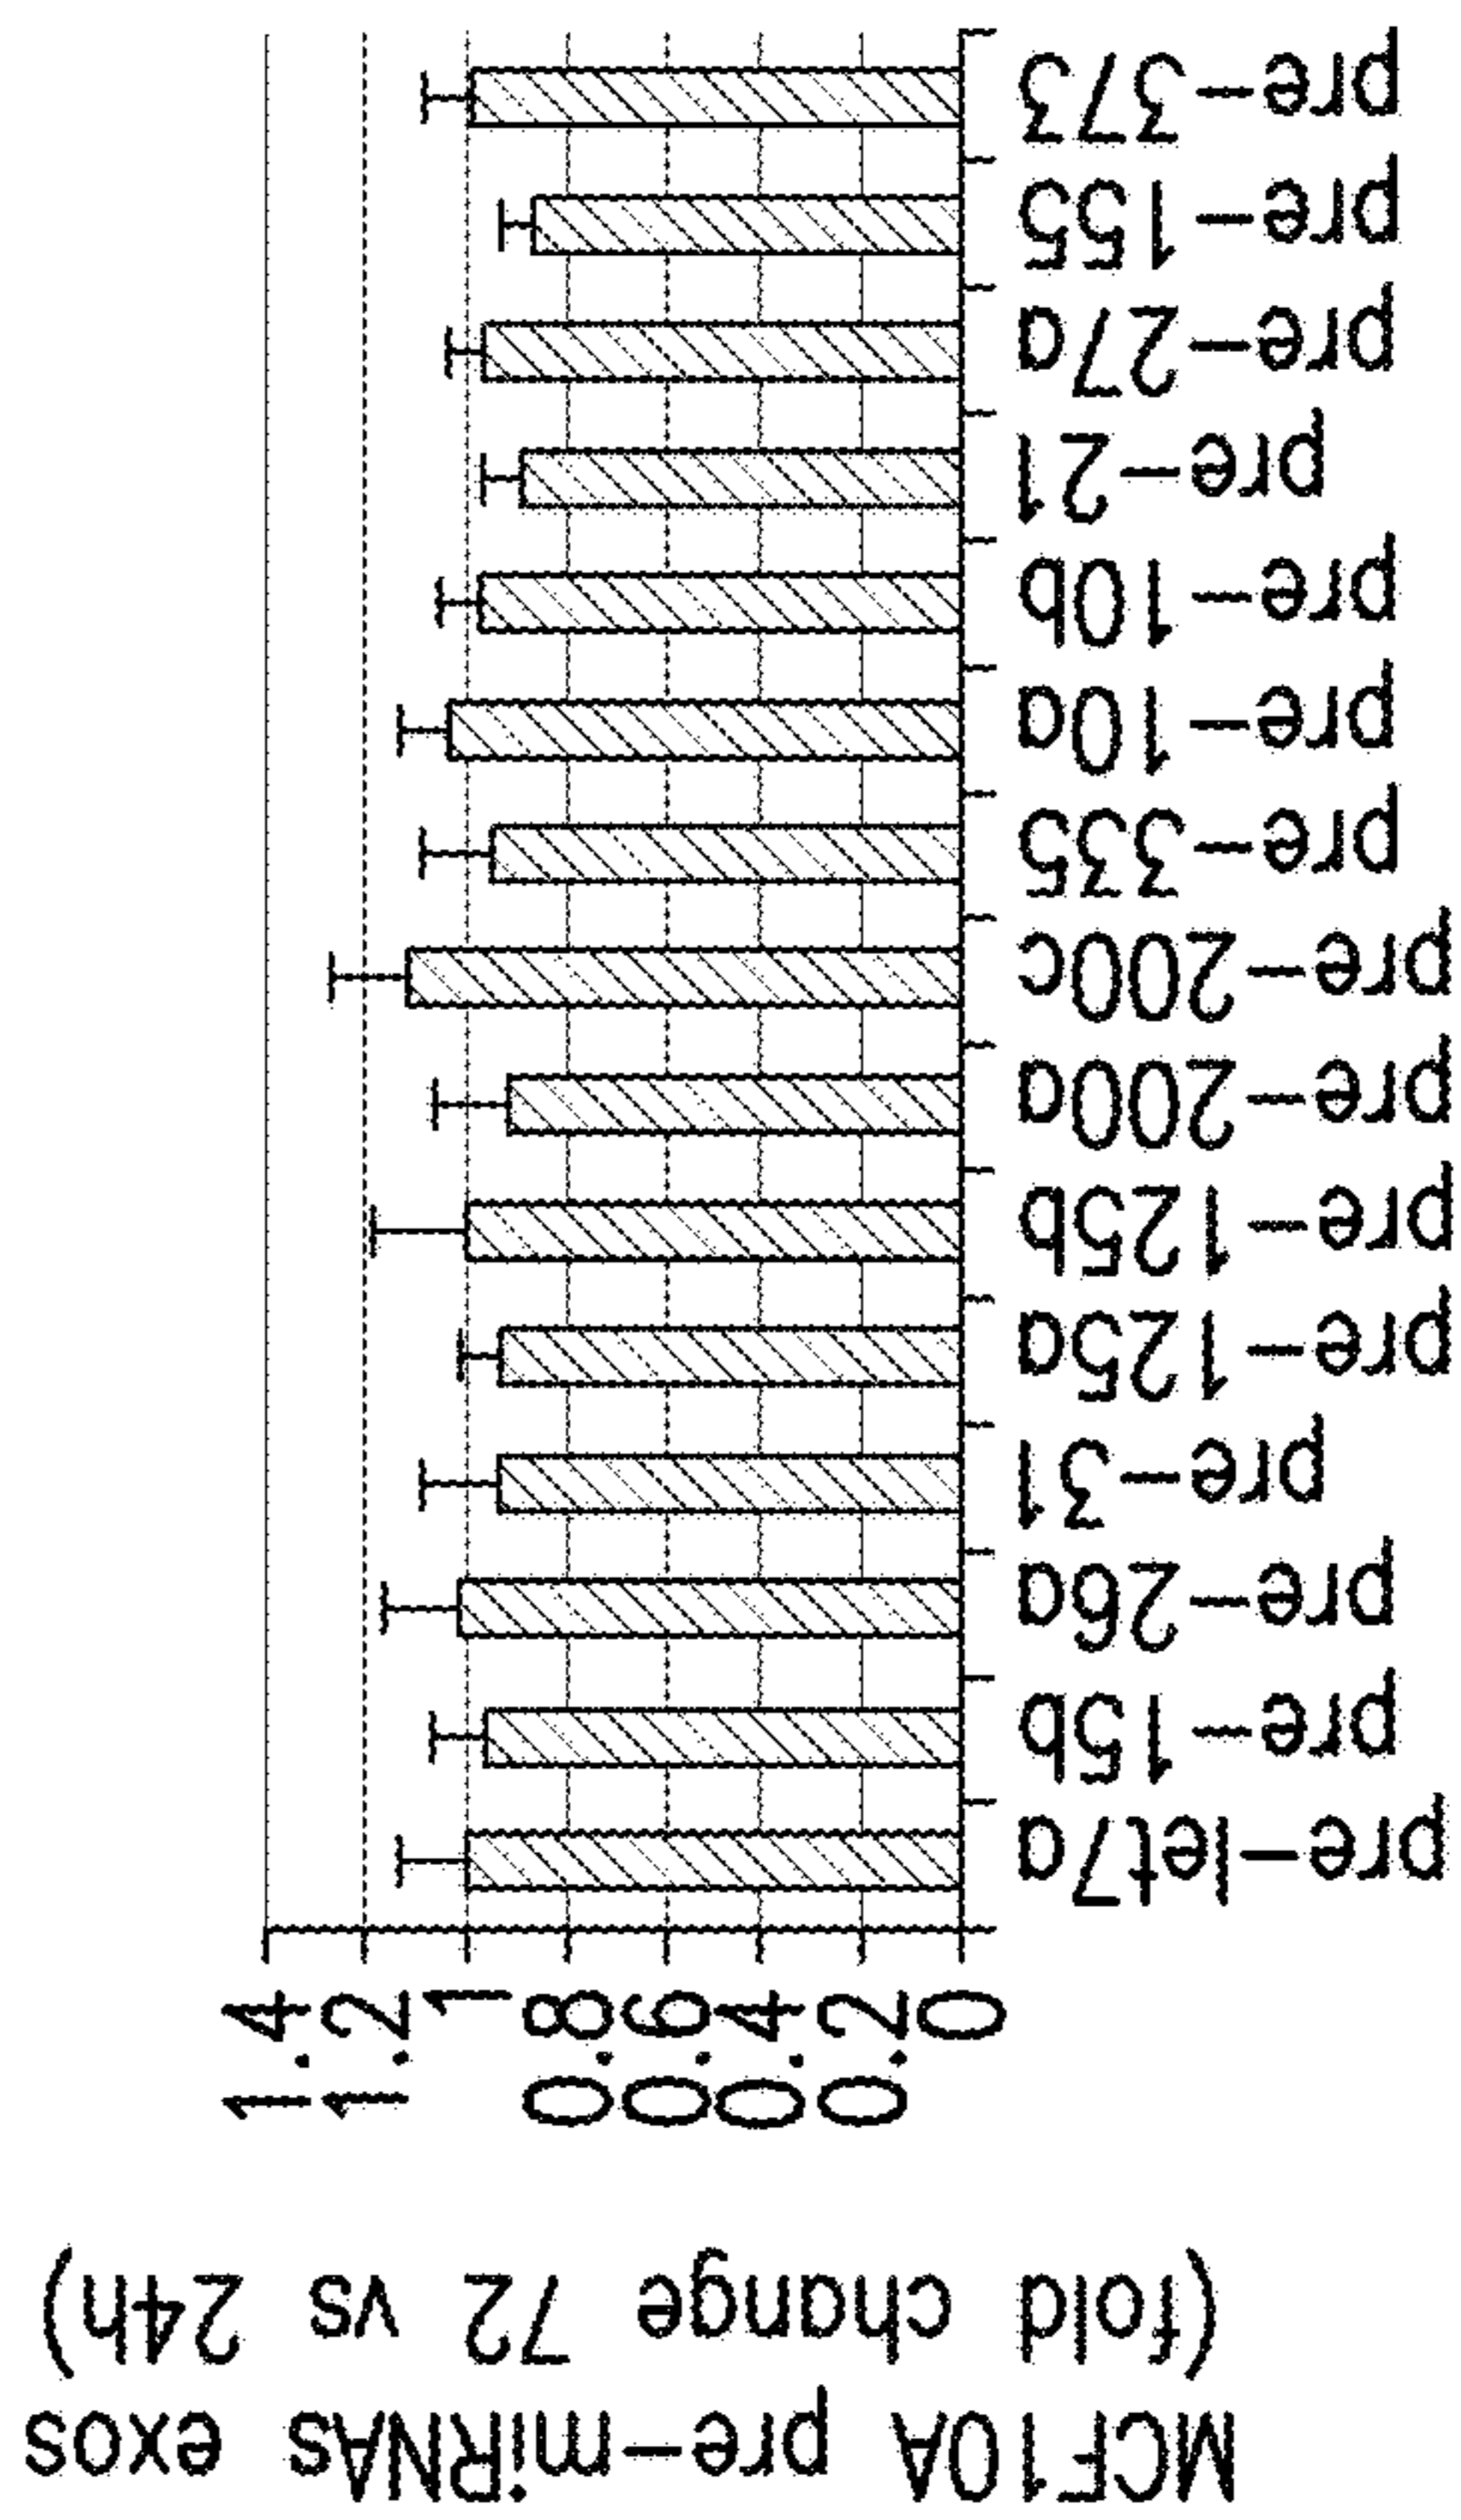 MCF10A pre-miRNAs exos
(fold change 72 vs 24h)
1.4
1.2
1
0.8
0.6
0.4
0.2
0
pre-let7a
pre-15b
pre-26a
pre-31
pre-125a
pre-125b
pre-200a
pre-200c
pre-335
pre-10a
pre-10b
pre-21
pre-27a
pre-155
pre-373